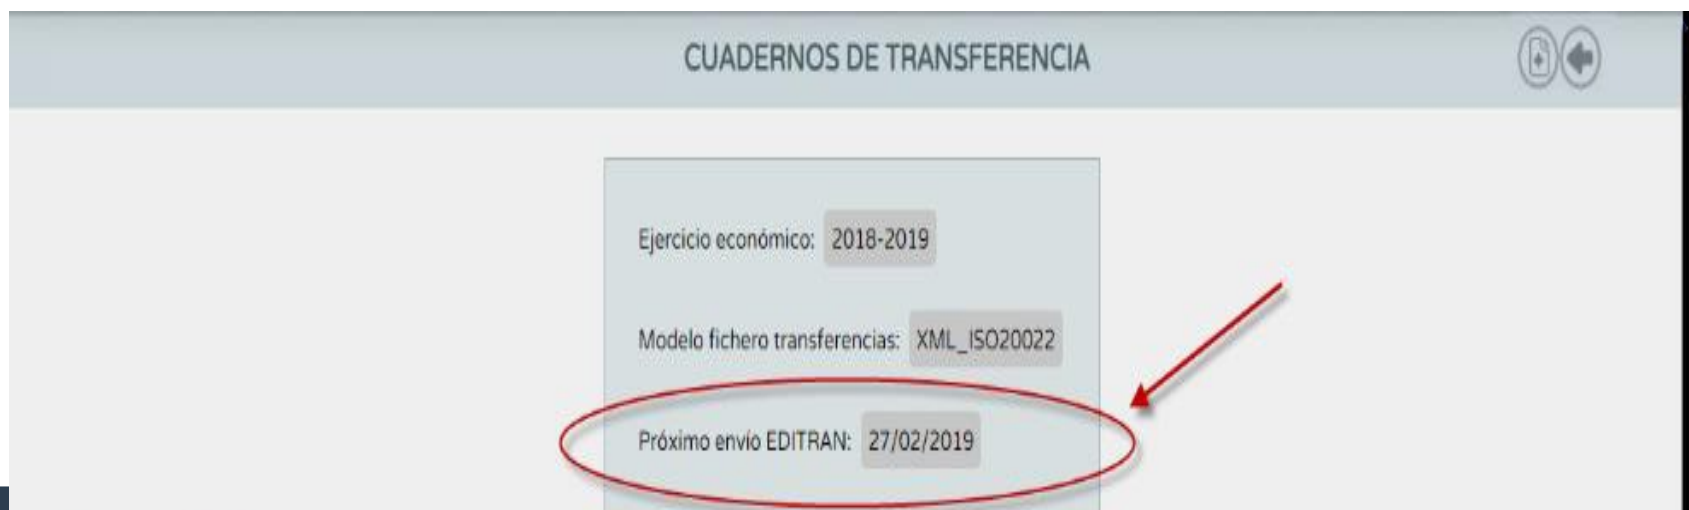 CUADERNOS DE TRANSFERENCIA
Ejercicio económico: 2018-2019
Modelo fichero transferencias: XML_ISO20022
Próximo envío EDITRAN: 27/02/2019